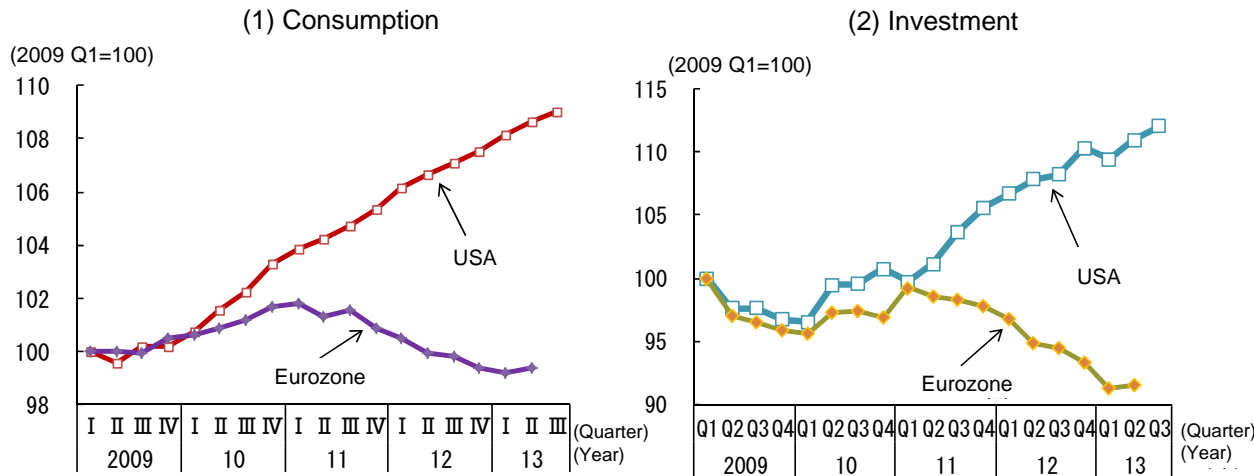 (1) Consumption
(2009 Q1=100)
110
108
106
104
102
100
98
USA
Eurozone
Ⅰ Ⅱ Ⅲ Ⅳ Ⅰ Ⅱ Ⅲ Ⅳ Ⅰ Ⅱ Ⅲ Ⅳ Ⅰ Ⅱ Ⅲ Ⅳ Ⅰ Ⅱ Ⅲ (Quarter)
2009 10 11 12 13 (Year)
(2) Investment
(2009 Q1=100)
115
110
105
100
95
90
USA
Eurozone
Q1 Q2 Q3 Q4 Q1 Q2 Q3 Q4 Q1 Q2 Q3 Q4 Q1 Q2 Q3 Q4 Q1 Q2 Q3 (Quarter)
2009 10 11 12 13 (Year)